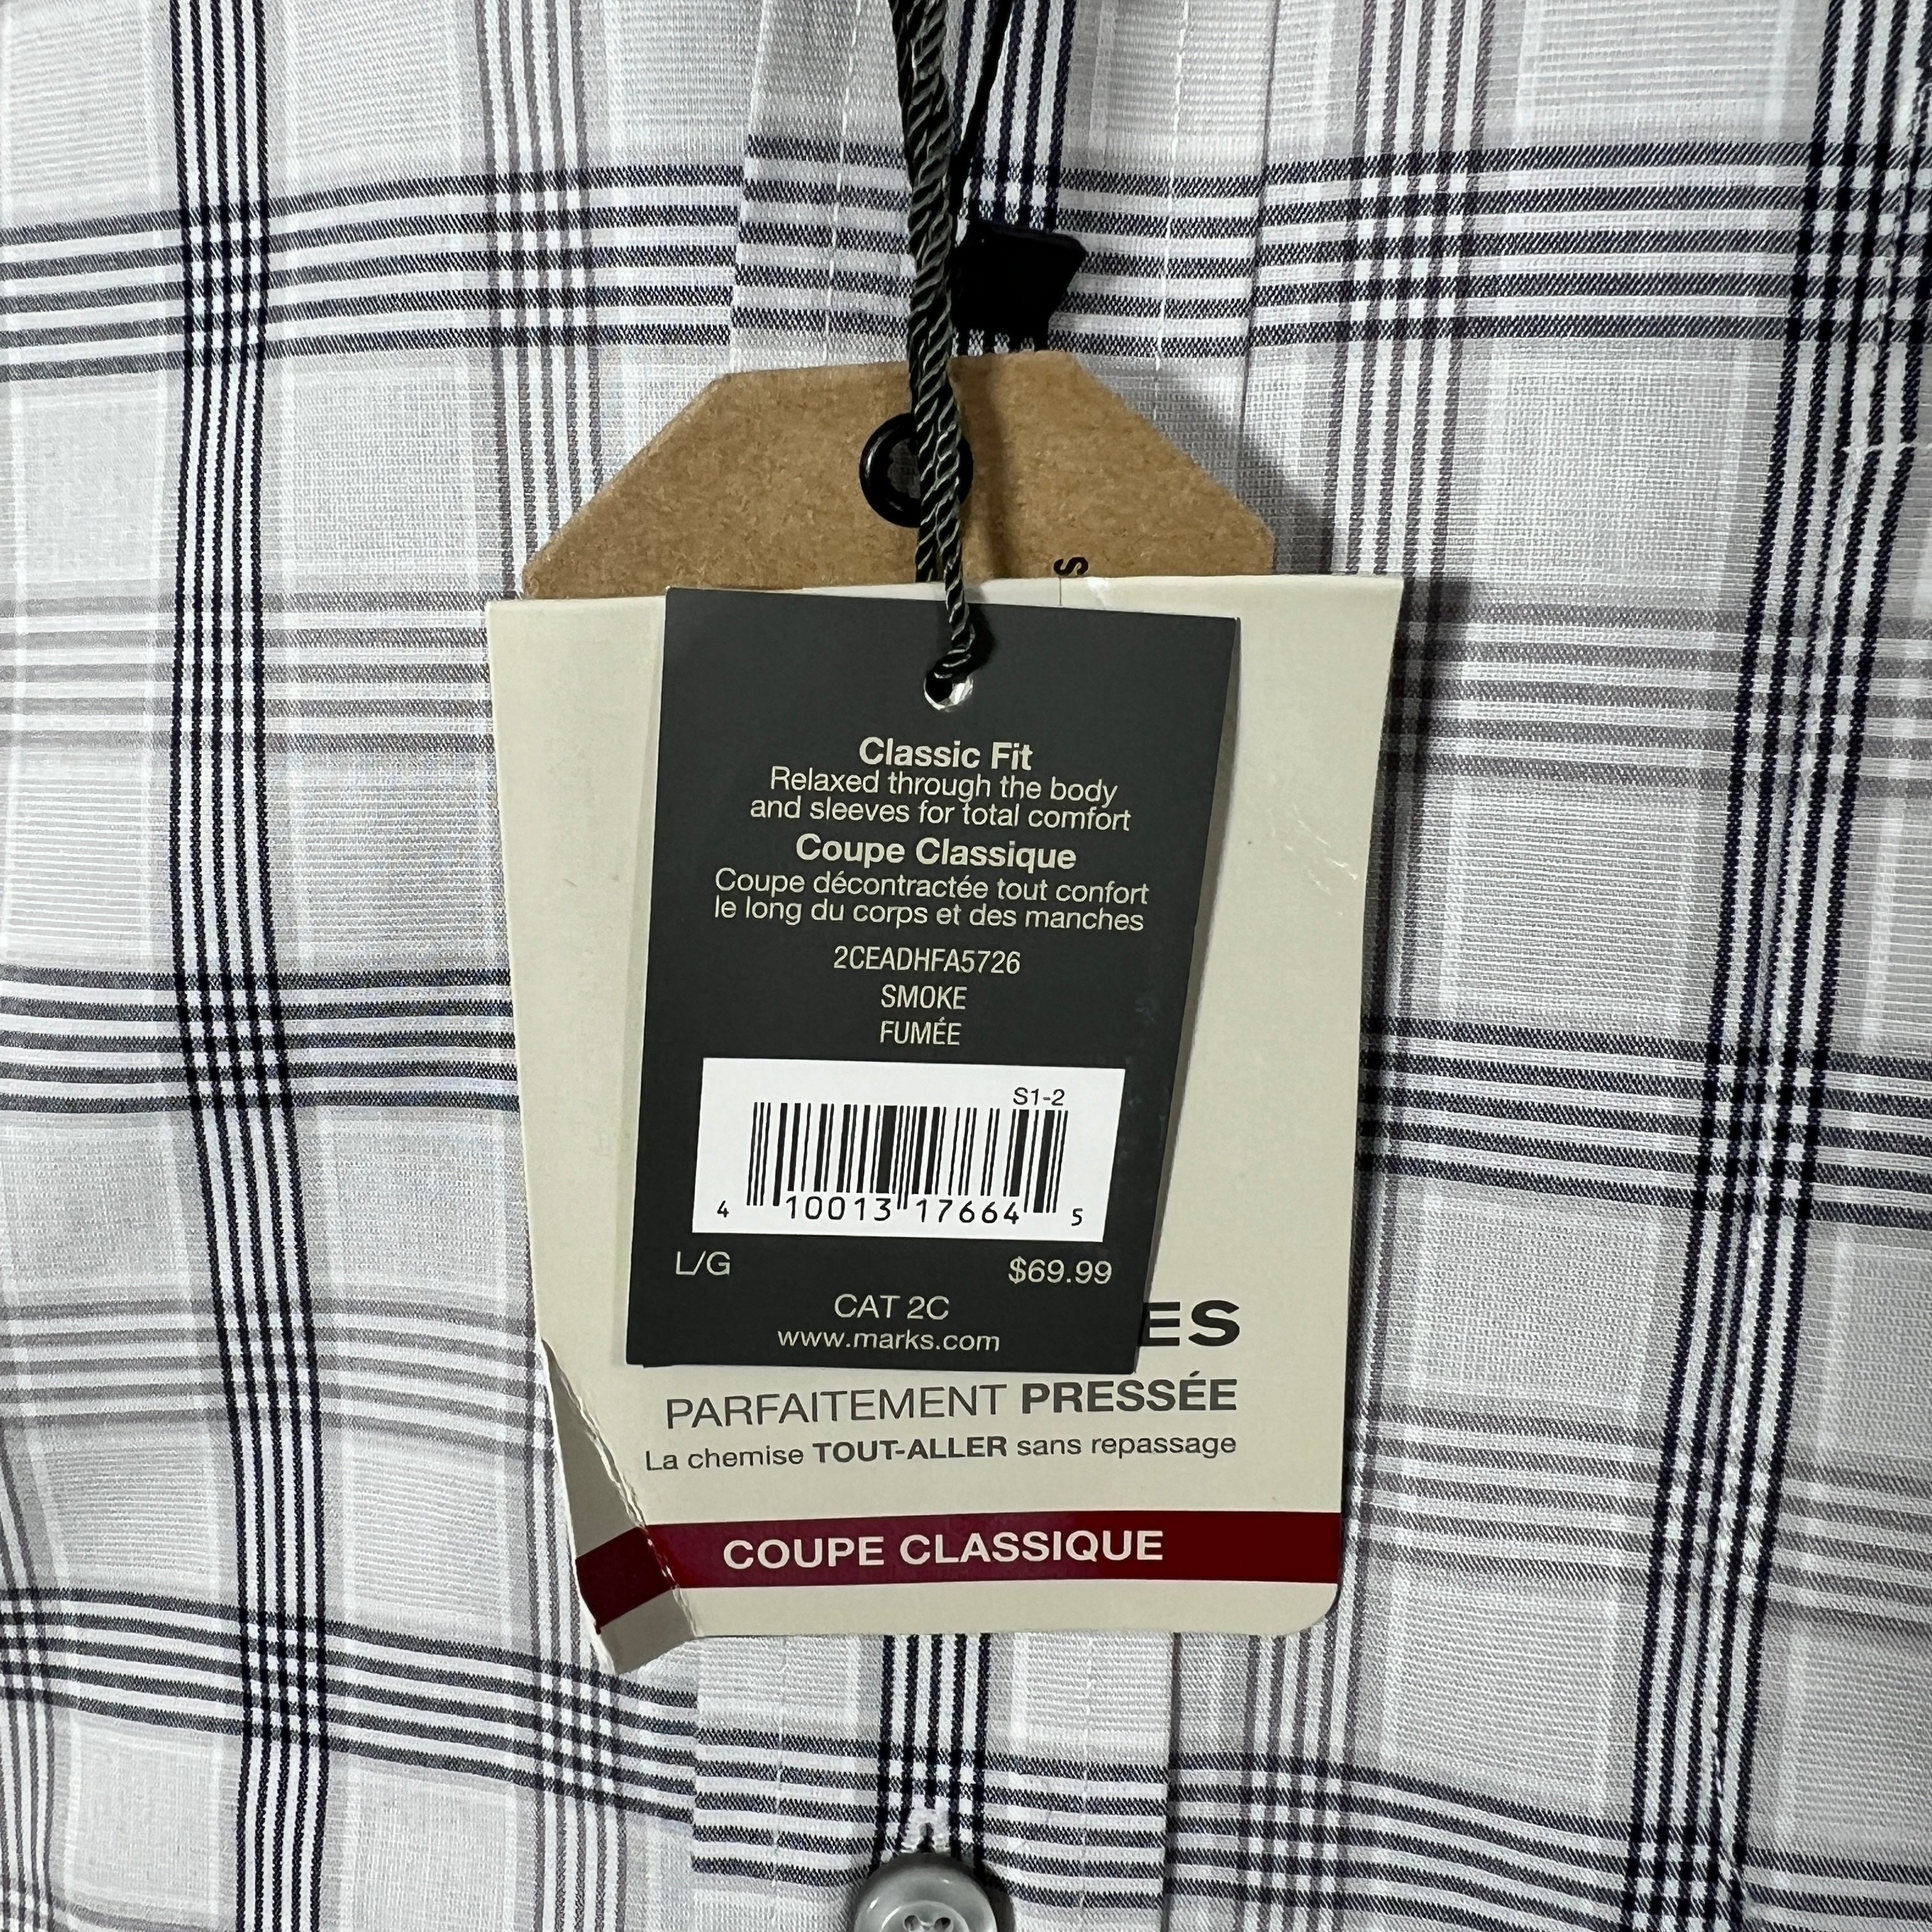 S
Classic Fit
Relaxed through the body
and sleeves for total comfort
Coupe Classique
Coupe décontractée tout confort
le long du corps et des manches
2CEADHFA5726
SMOKE
FUMÉE
S1-2
4 10013 17664 5
L/G $69.99
CAT 2C
www.marks.com
ES
PARFAITEMENT PRESSÉE
La chemise TOUT-ALLER sans repassage
COUPE CLASSIQUE